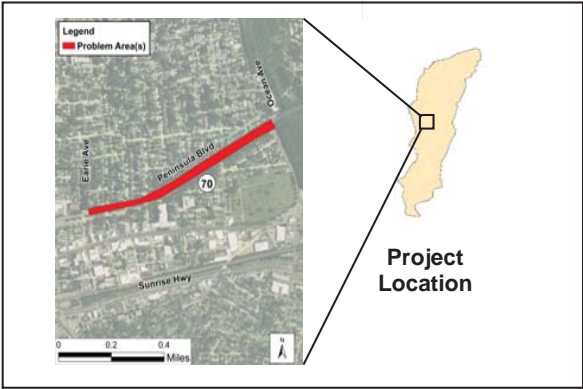 Legend
Problem Area(s)
Ocean Ave
Earle Ave
Peninsula Blvd
70
Sunrise Hwy
0 0.2 0.4
Miles
N
Project
Location